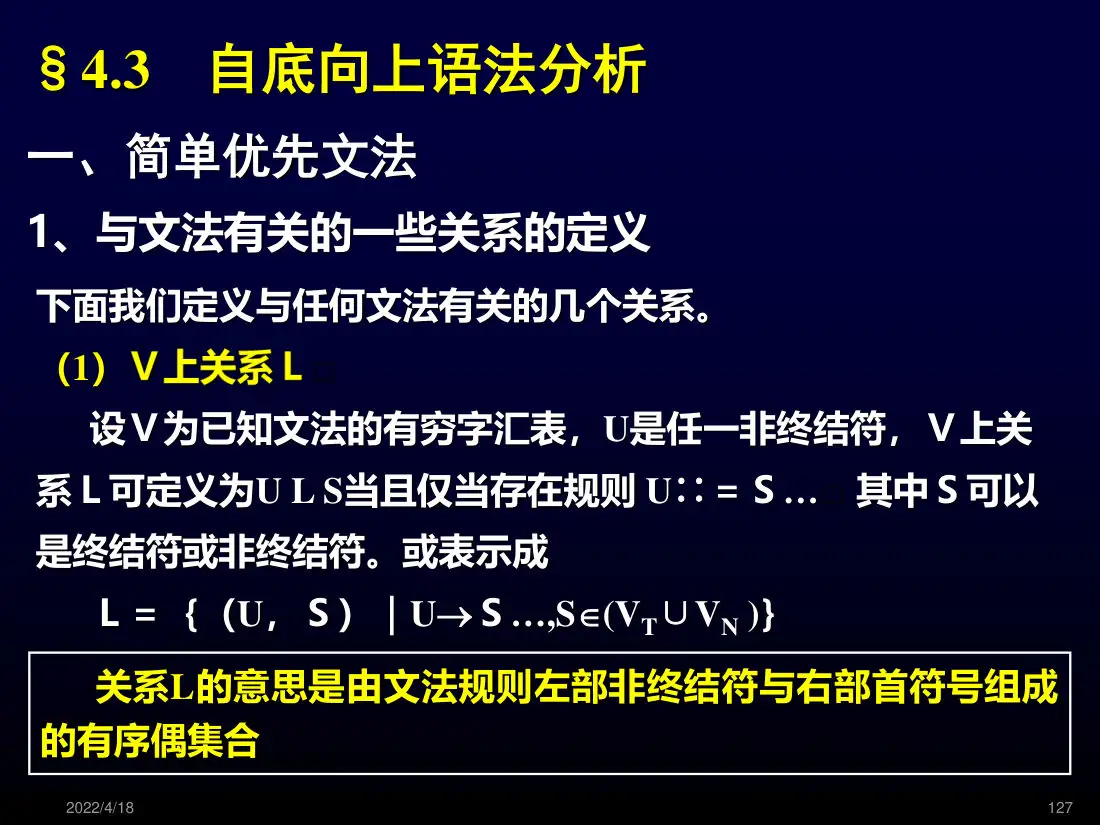 §4.3 自底向上语法分析
一、简单优先文法
1、与文法有关的一些关系的定义
下面我们定义与任何文法有关的几个关系。
（1）Ｖ上关系Ｌ
设Ｖ为已知文法的有穷字汇表，U是任一非终结符，Ｖ上关
系Ｌ可定义为U L S当且仅当存在规则 U∷＝Ｓ… 其中Ｓ可以
是终结符或非终结符。或表示成
Ｌ＝｛（U，Ｓ）｜U→Ｓ…,S∈(VT∪VN )}
关系L的意思是由文法规则左部非终结符与右部首符号组成
的有序偶集合
2022/4/18
127